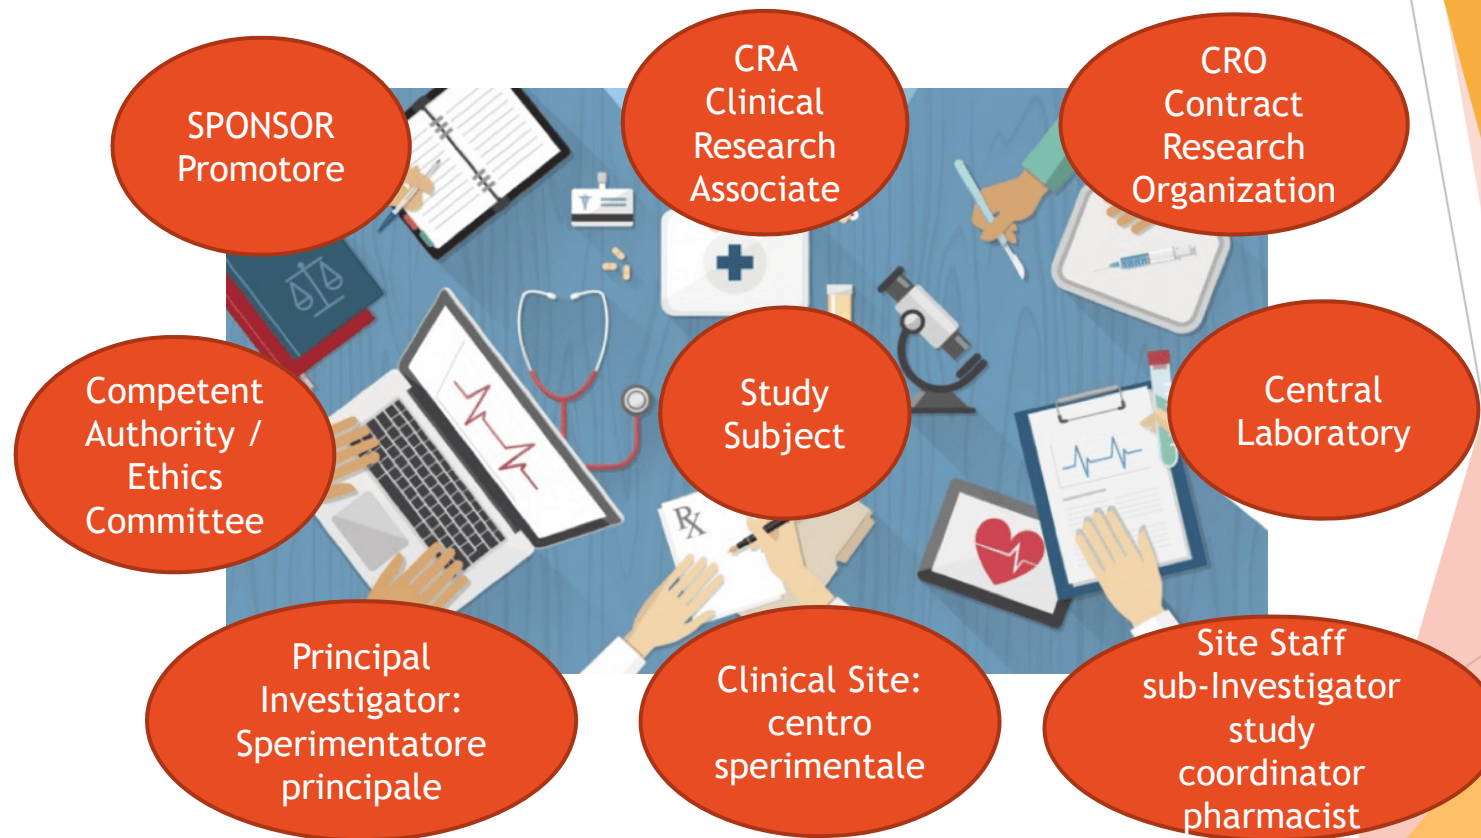 SPONSOR
Promotore
CRA
Clinical
Research
Associate
CRO
Contract
Research
Organization
Competent
Authority /
Ethics
Committee
Study
Subject
Central
Laboratory
Rx
Principal
Investigator:
Sperimentatore
principale
Clinical Site:
centro
sperimentale
Site Staff
sub-Investigator
study
coordinator
pharmacist